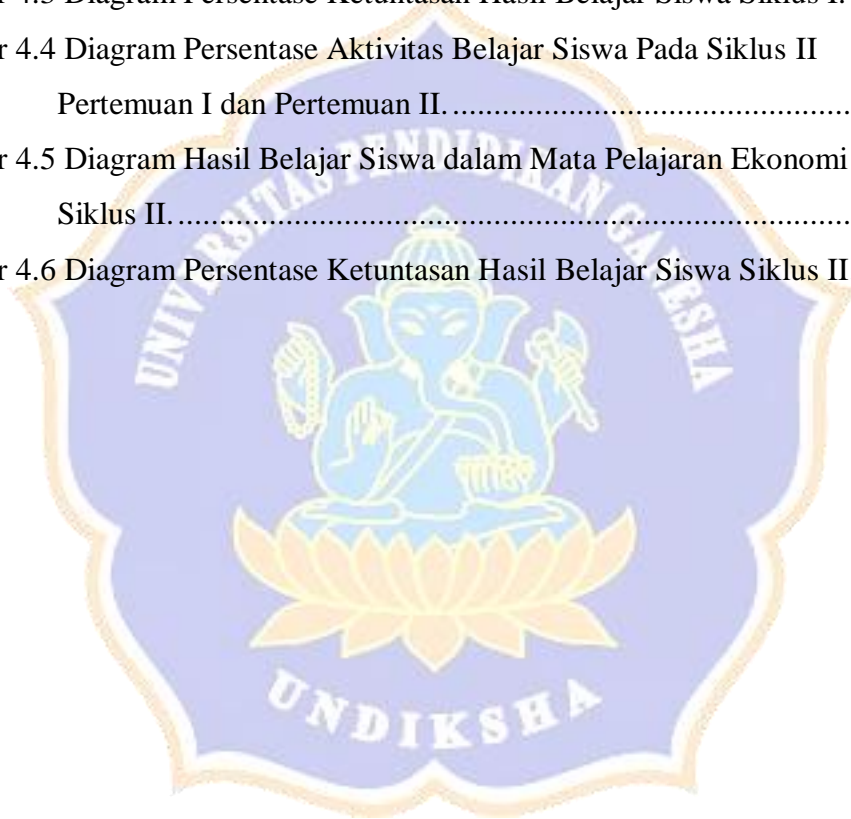 r 4.3 Diagram Persentase Ketuntasan Hasil Belajar Siswa Siklus I.
r 4.4 Diagram Persentase Aktivitas Belajar Siswa Pada Siklus II
Pertemuan I dan Pertemuan II. .............................................
r 4.5 Diagram Hasil Belajar Siswa dalam Mata Pelajaran Ekonomi
Siklus II. ..........................................................................
r 4.6 Diagram Persentase Ketuntasan Hasil Belajar Siswa Siklus II
UNIVERSITAS PENDIDIKAN GANESHA
UNDIKSHA